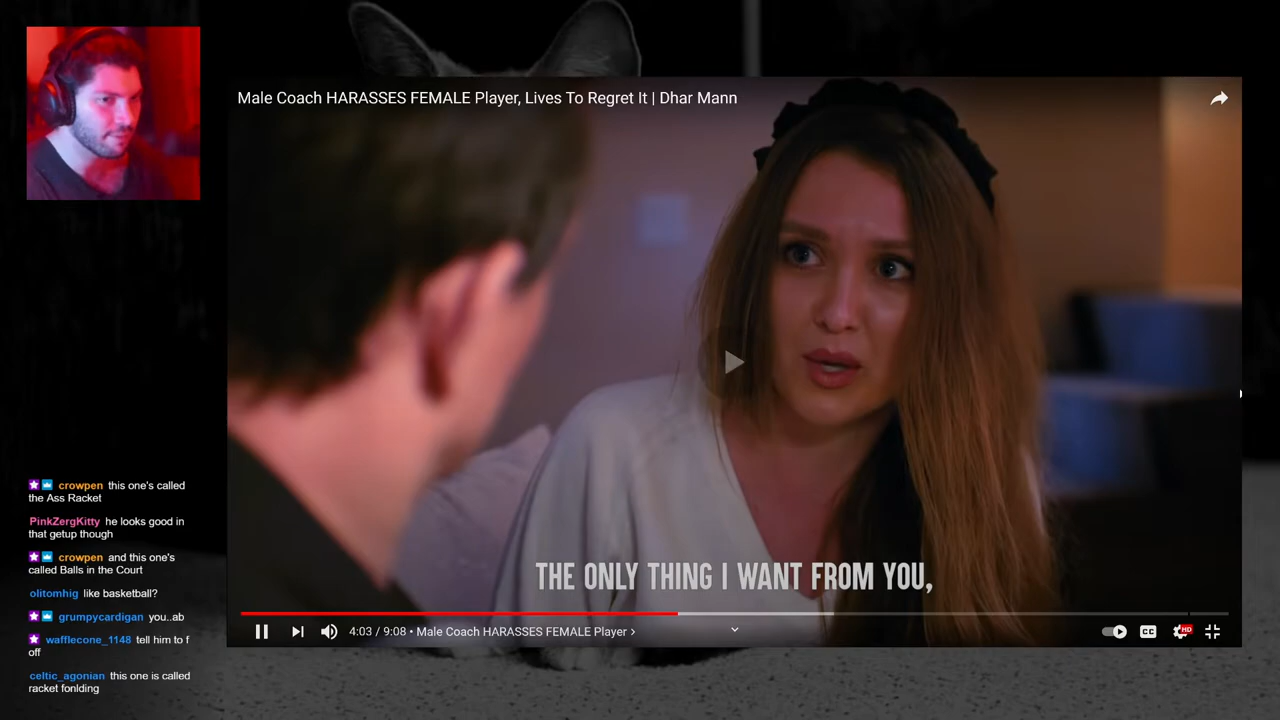 Male Coach HARASSES FEMALE Player, Lives To Regret It | Dhar Mann
THE ONLY THING I WANT FROM YOU,
4:03 / 9:08 • Male Coach HARASSES FEMALE Player >
CC
HD
crowpen this one's called
the Ass Racket
PinkZergKitty he looks good in
that getup though
crowpen and this one's
called Balls in the Court
olitomhig like basketball?
grumpycardigan you..ab
wafflecone_1148 tell him to f
off
celtic_agonian this one is called
racket fonlding